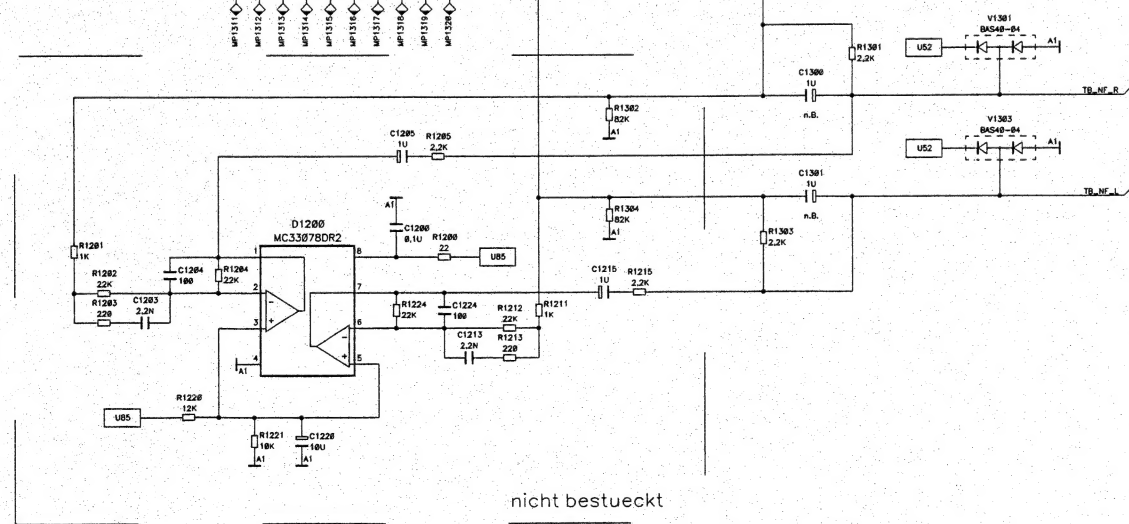 MP1311
MP1312
MP1313
MP1314
MP1315
MP1316
MP1317
MP1318
MP1319
MP1320
V1301
BAS40-04
U52
A1
R1301
2,2K
C1300
1U
n.B.
TB_NF_R
R1302
82K
A1
V1303
BAS40-04
U52
A1
C1205
1U
R1205
2,2K
C1301
1U
n.B.
TB_NF_L
R1304
82K
A1
R1303
2,2K
A1
C1200
0,1U
R1200
22
U85
D1200
MC33078DR2
R1201
1K
R1202
22K
R1203
220
C1203
2,2N
C1204
100
R1204
22K
1
2
3
4
8
7
6
5
-
+
-
+
A1
C1215
1U
R1215
2,2K
R1224
22K
C1224
100
R1212
22K
R1211
1K
C1213
2,2N
R1213
220
U85
R1220
12K
R1221
10K
A1
C1220
10U
A1
nicht bestueckt